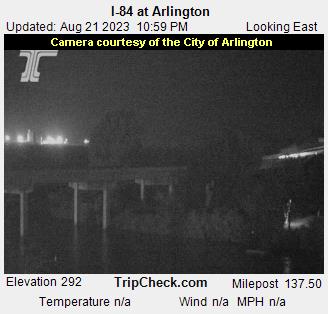 I-84 at Arlington
Updated: Aug 21 2023 10:59 PM Looking East
Camera courtesy of the City of Arlington
Elevation 292 TripCheck.com Milepost 137.50
Temperature n/a Wind n/a MPH n/a